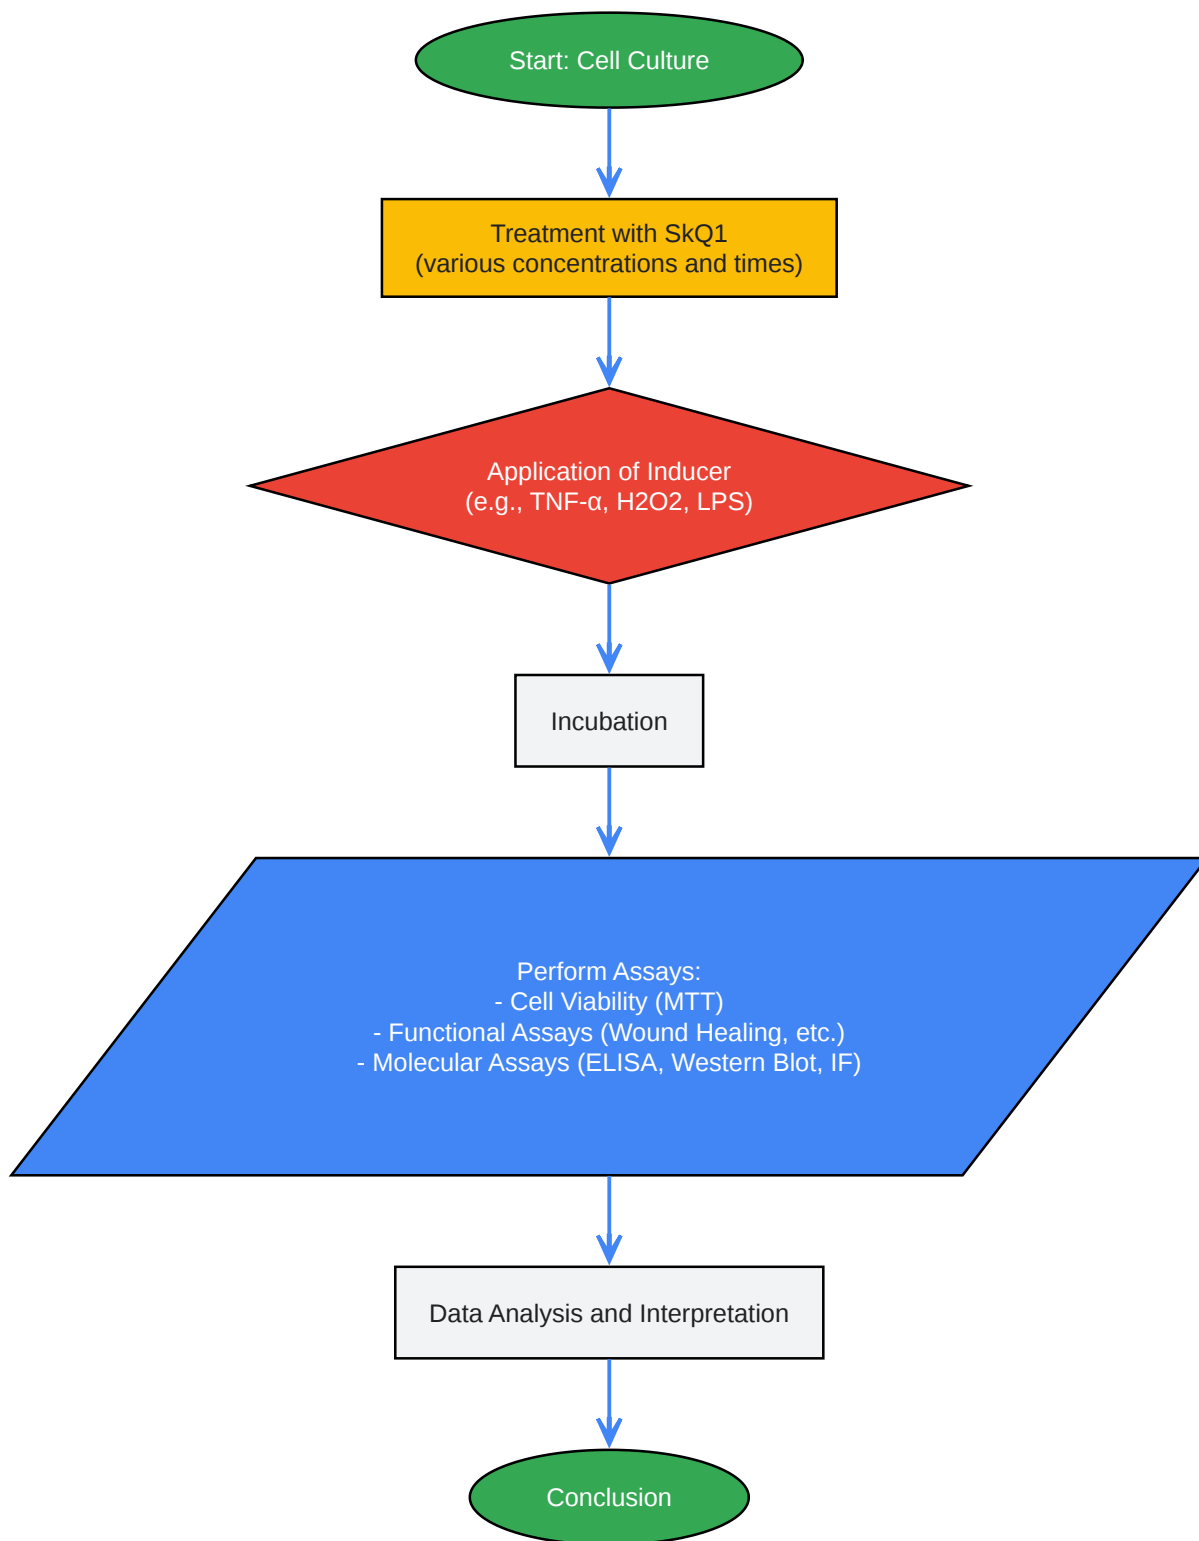 Start: Cell Culture
Treatment with SkQ1
(various concentrations and times)
Application of Inducer
(e.g., TNF-α, H2O2, LPS)
Incubation
Perform Assays:
- Cell Viability (MTT)
- Functional Assays (Wound Healing, etc.)
- Molecular Assays (ELISA, Western Blot, IF)
Data Analysis and Interpretation
Conclusion